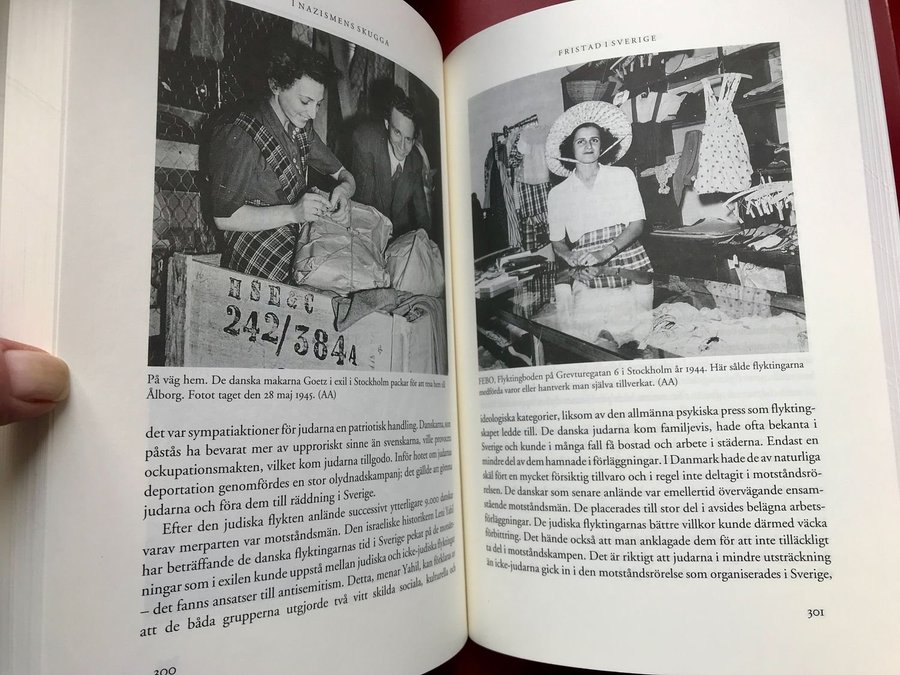 I NAZISMENS SKUGGA
HSE&C
242/384A
På väg hem. De danska makarna Goetz i exil i Stockholm packar för att resa hem till
Ålborg. Fotot taget den 28 maj 1945. (AA)
det var sympatiaktioner för judarna en patriotisk handling. Danskarna, som
påstås ha bevarat mer av upproriskt sinne än svenskarna, ville provocera
ockupationsmakten, vilket kom judarna tillgodo. Inför hotet om judarnas
deportation genomfördes en stor olydnadskampanj; det gällde att gömma
judarna och föra dem till räddning i Sverige.
Efter den judiska flykten anlände successivt ytterligare 9.000 danskar
varav merparten var motståndsmän. Den israeliske historikern Leni Yahil
har beträffande de danska flyktingarnas tid i Sverige pekat på de motsätt-
ningar som i exilen kunde uppstå mellan judiska och icke-judiska flyktingar
– det fanns ansatser till antisemitism. Detta, menar Yahil, kan förklaras av
att de båda grupperna utgjorde två vitt skilda sociala, kulturella och
300
FRISTAD I SVERIGE
FEBO, Flyktingboden på Grevturegatan 6 i Stockholm år 1944. Här sålde flyktingarna
medförda varor eller hantverk man själva tillverkat. (AA)
ideologiska kategorier, liksom av den allmänna psykiska press som flykting-
skapet ledde till. De danska judarna kom familjevis, hade ofta bekanta i
Sverige och kunde i många fall få bostad och arbete i städerna. Endast en
mindre del av dem hamnade i förläggningar. I Danmark hade de av naturliga
skäl fört en mycket försiktig tillvaro och i regel inte deltagit i motståndsrö-
relsen. De danskar som senare anlände var emellertid övervägande ensam-
stående motståndsmän. De placerades till stor del i avsides belägna arbets-
förläggningar. De judiska flyktingarnas bättre villkor kunde därmed väcka
förbittring. Det hände också att man anklagade dem för att inte tillräckligt
ta del i motståndskampen. Det är riktigt att judarna i mindre utsträckning
än icke-judarna gick in i den motståndsrörelse som organiserades i Sverige,
301